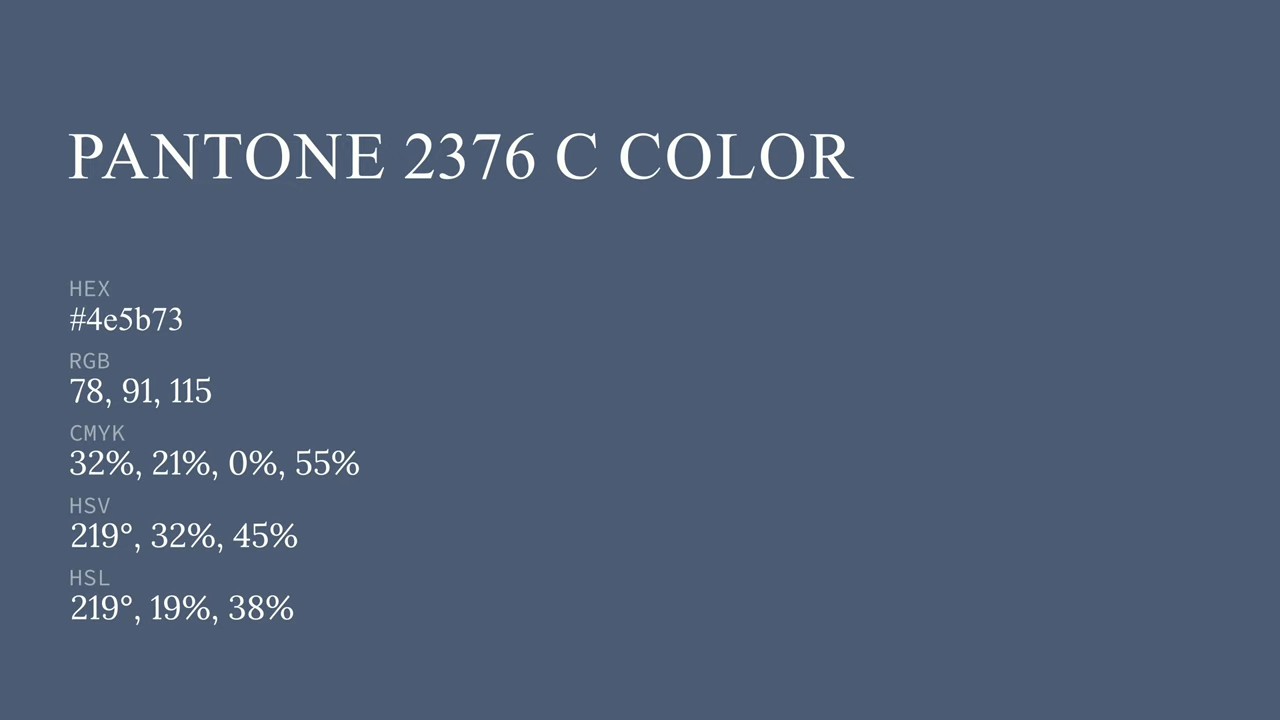 PANTONE 2376 C COLOR
HEX
#4e5b73
RGB
78, 91, 115
CMYK
32%, 21%, 0%, 55%
HSV
219°, 32%, 45%
HSL
219°, 19%, 38%